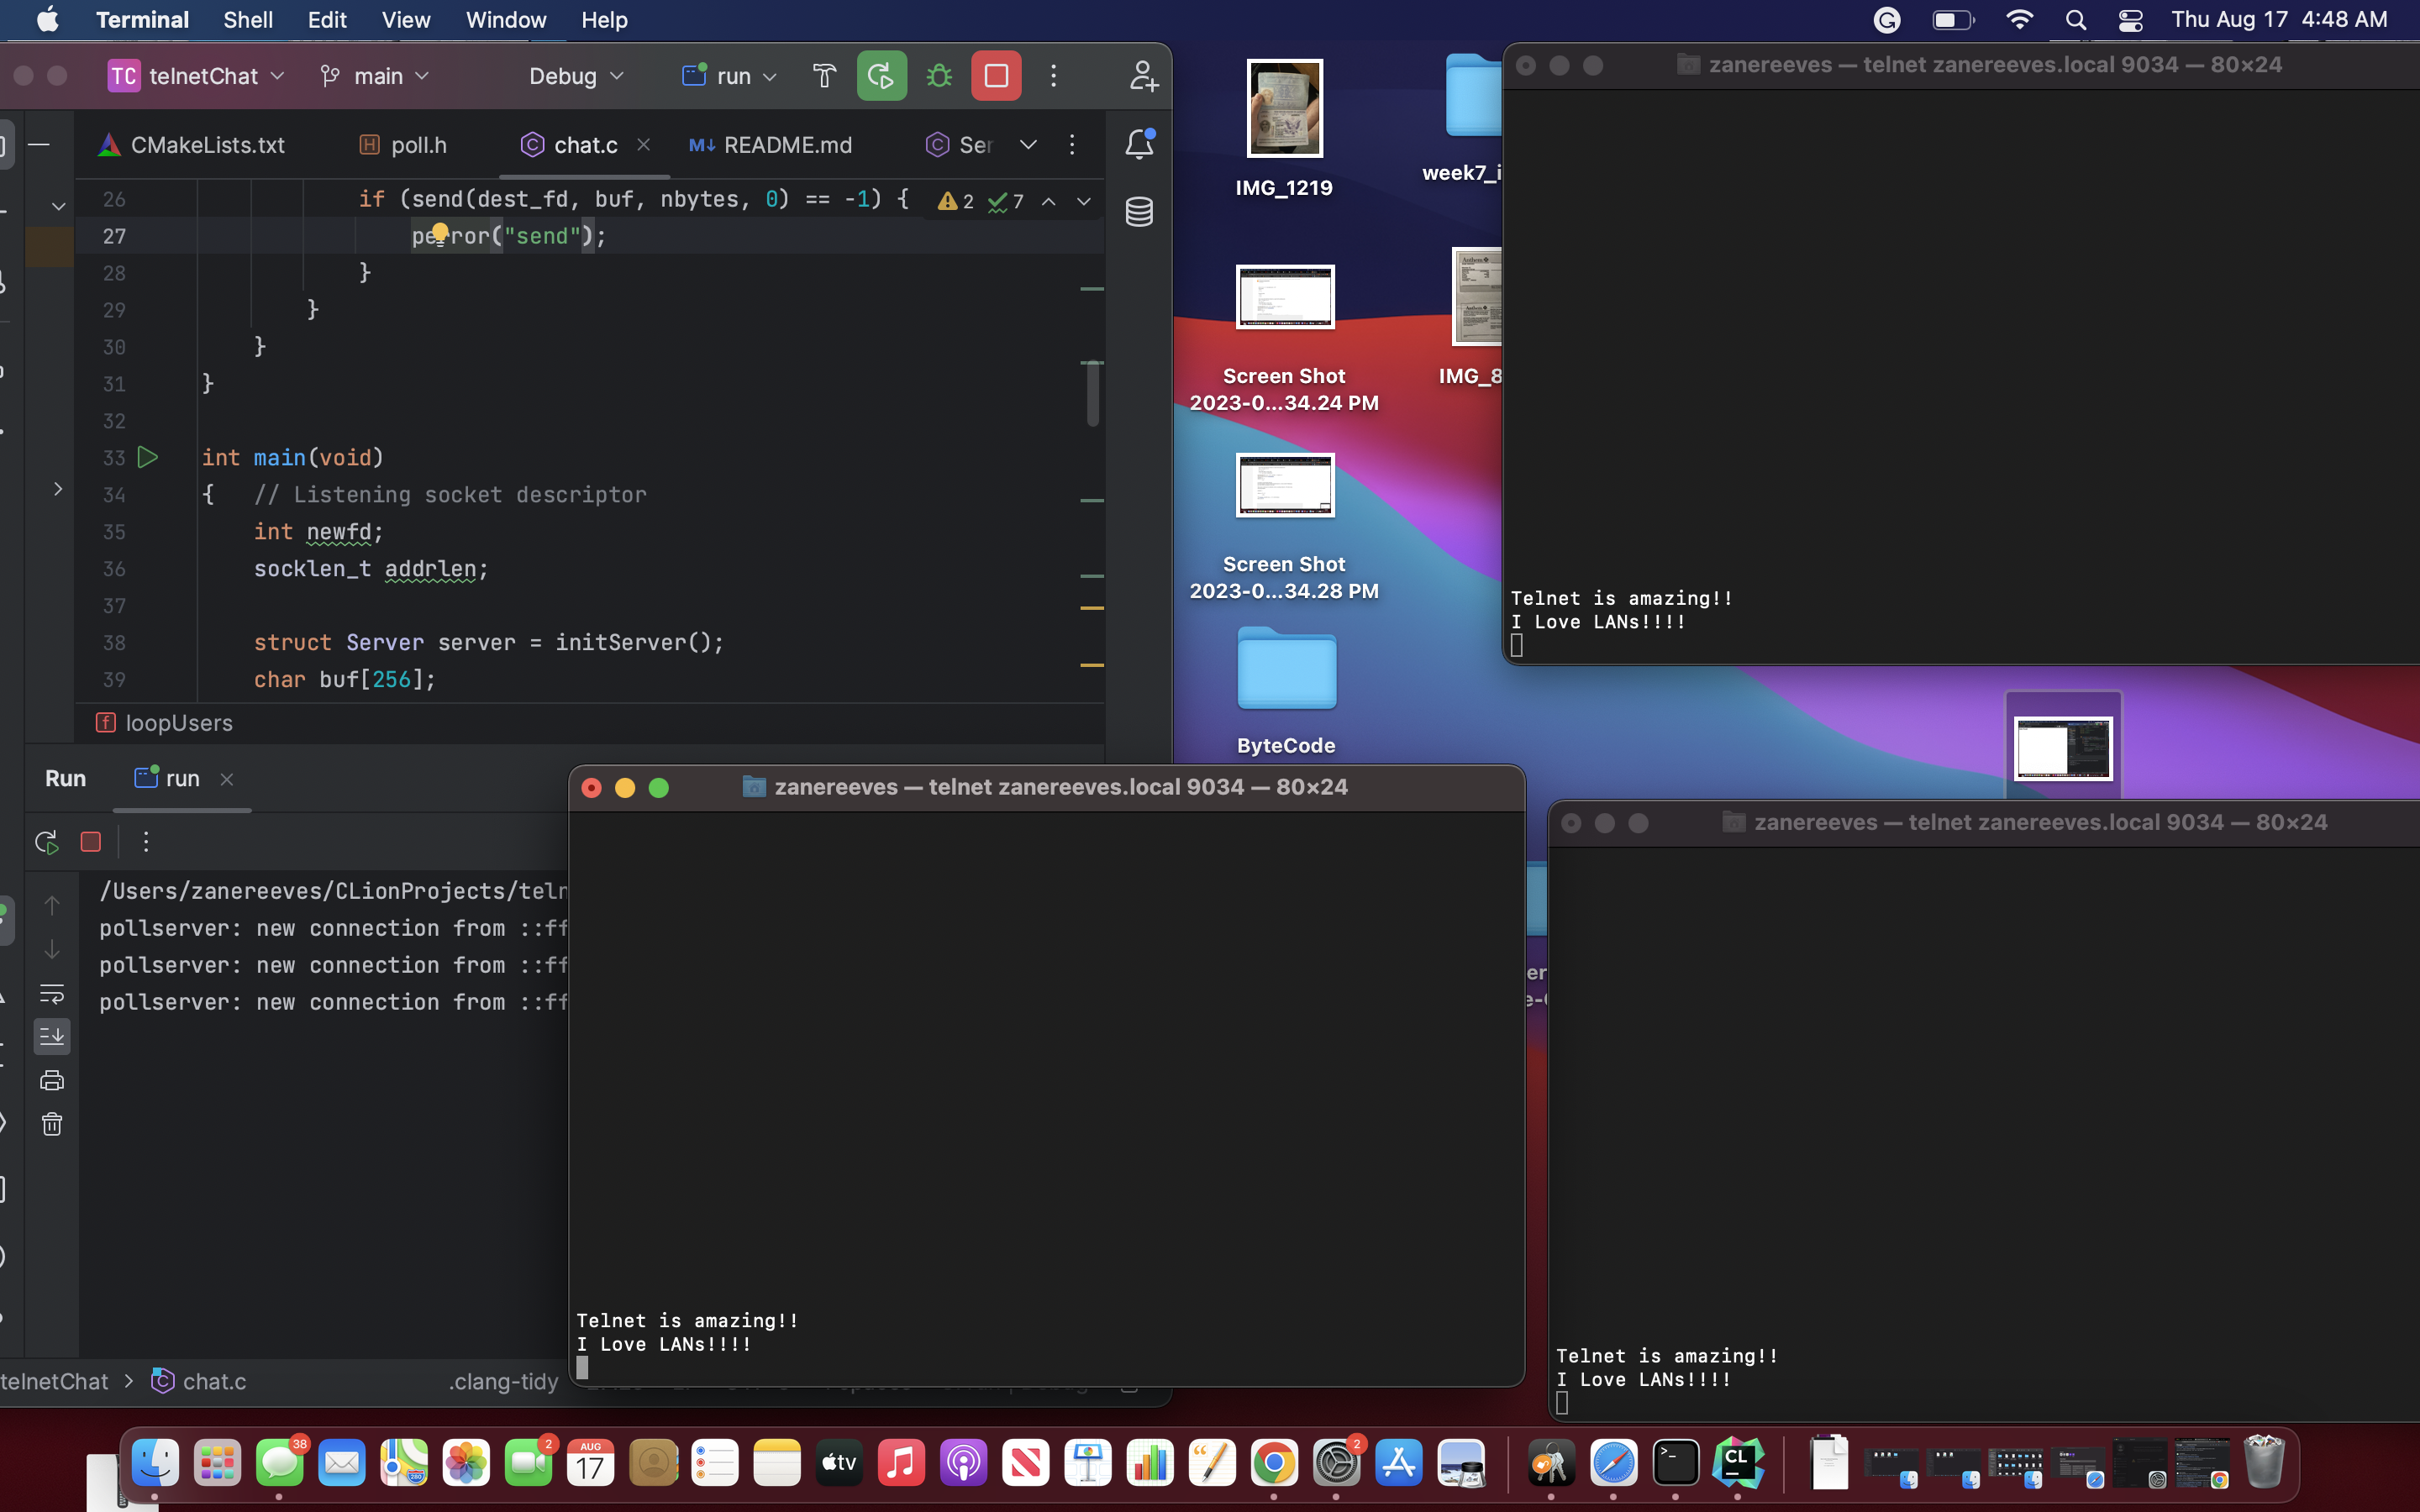 Terminal Shell Edit View Window Help
Thu Aug 17 4:48 AM
TC telnetChat main Debug run
CMakeLists.txt poll.h chat.c README.md Ser
26 if (send(dest_fd, buf, nbytes, 0) == -1) { 2 7
27 perror("send");
28 }
29 }
30 }
31 }
32
33 int main(void)
34 { // Listening socket descriptor
35 int newfd;
36 socklen_t addrlen;
37
38 struct Server server = initServer();
39 char buf[256];
loopUsers
Run run
/Users/zanereeves/CLionProjects/teln
pollserver: new connection from ::ff
pollserver: new connection from ::ff
pollserver: new connection from ::ff
telnetChat > chat.c .clang-tidy
IMG_1219
week7_i
Anthem
Screen Shot
2023-0...34.24 PM
IMG_8
Screen Shot
2023-0...34.28 PM
ByteCode
zanereeves — telnet zanereeves.local 9034 — 80×24
Telnet is amazing!!
I Love LANs!!!!
zanereeves — telnet zanereeves.local 9034 — 80×24
Telnet is amazing!!
I Love LANs!!!!
er
e-
zanereeves — telnet zanereeves.local 9034 — 80×24
Telnet is amazing!!
I Love LANs!!!!
38
280
2
AUG
17
tv
2
>_
CL